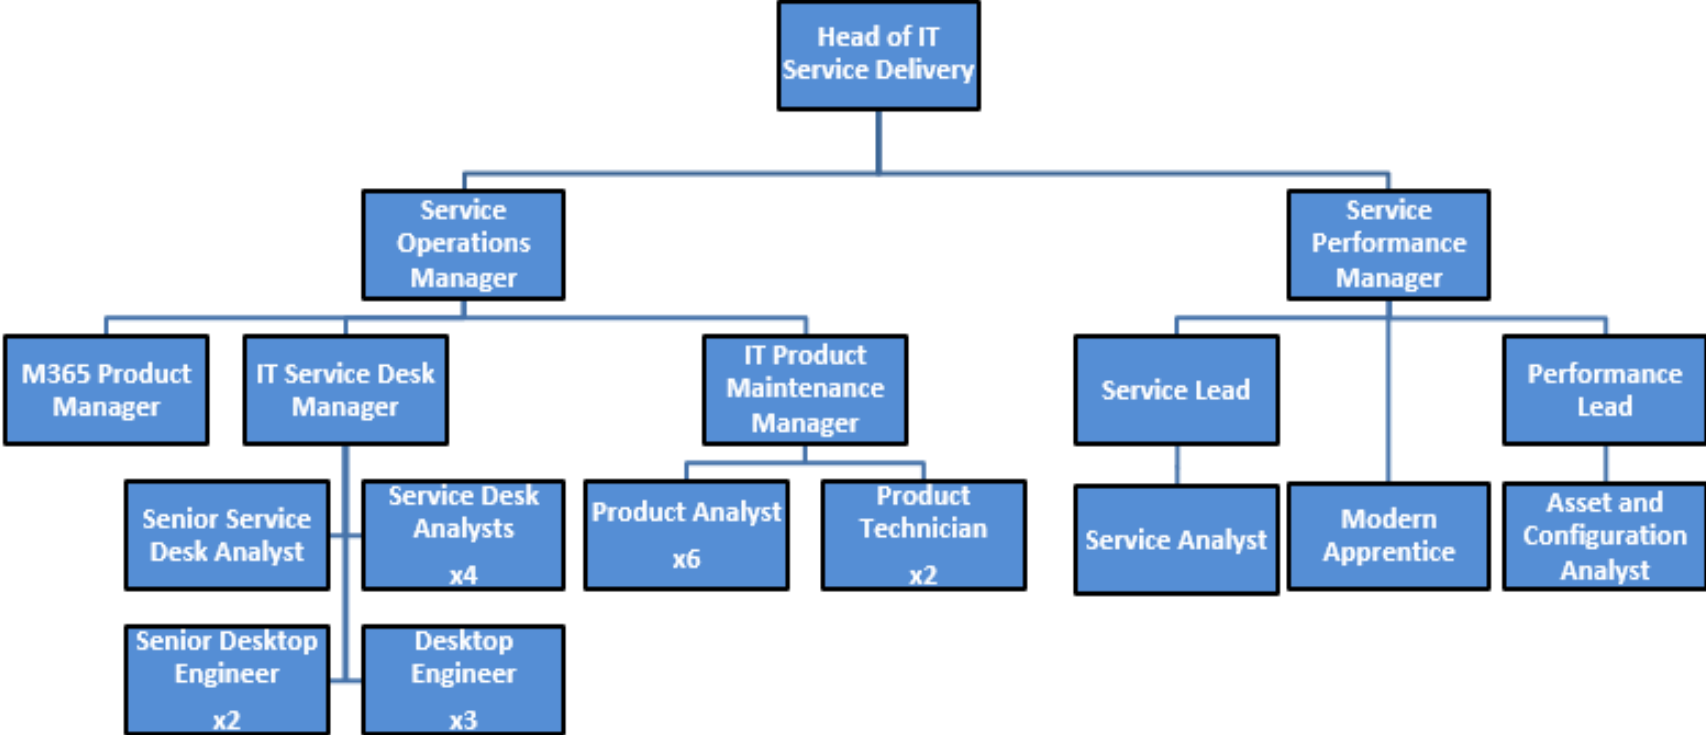 Head of IT
Service Delivery
Service
Operations
Manager
Service
Performance
Manager
M365 Product
Manager
IT Service Desk
Manager
IT Product
Maintenance
Manager
Service Lead
Performance
Lead
Senior Service
Desk Analyst
Service Desk
Analysts
x4
Product Analyst
x6
Product
Technician
x2
Service Analyst
Modern
Apprentice
Asset and
Configuration
Analyst
Senior Desktop
Engineer
x2
Desktop
Engineer
x3